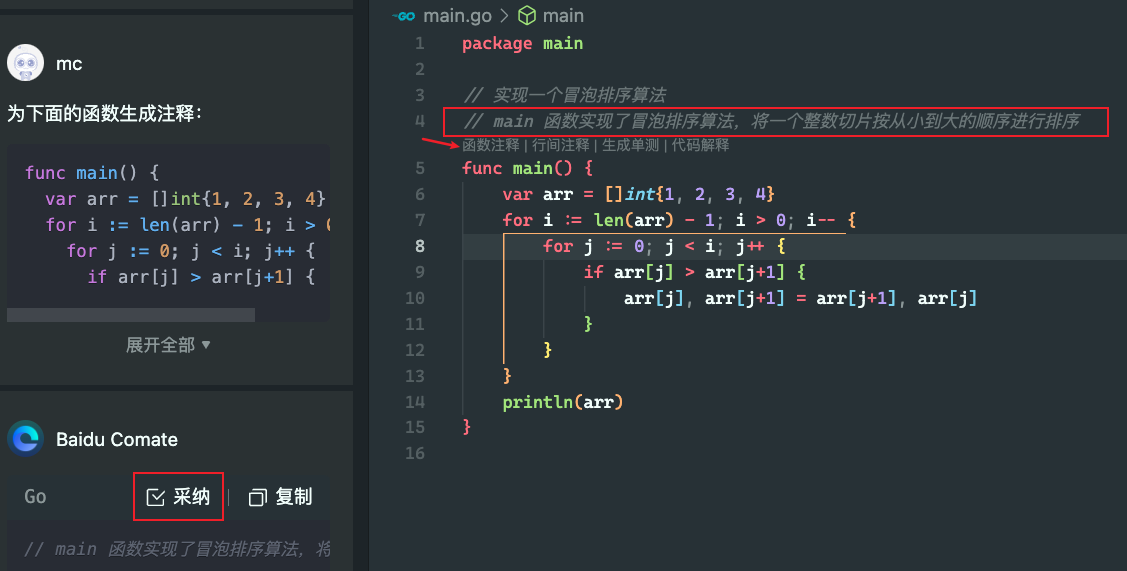 mc
为下面的函数生成注释：
func main() {
var arr = []int{1, 2, 3, 4}
for i := len(arr) - 1; i >
for j := 0; j < i; j++ {
if arr[j] > arr[j+1] {
展开全部 ▼
Baidu Comate
Go
采纳 | 复制
// main 函数实现了冒泡排序算法，将
GO main.go > main
1 package main
2
3 // 实现一个冒泡排序算法
4 // main 函数实现了冒泡排序算法，将一个整数切片按从小到大的顺序进行排序
函数注释 | 行间注释 | 生成单测 | 代码解释
5 func main() {
6 var arr = []int{1, 2, 3, 4}
7 for i := len(arr) - 1; i > 0; i-- {
8 for j := 0; j < i; j++ {
9 if arr[j] > arr[j+1] {
10 arr[j], arr[j+1] = arr[j+1], arr[j]
11 }
12 }
13 }
14 println(arr)
15 }
16